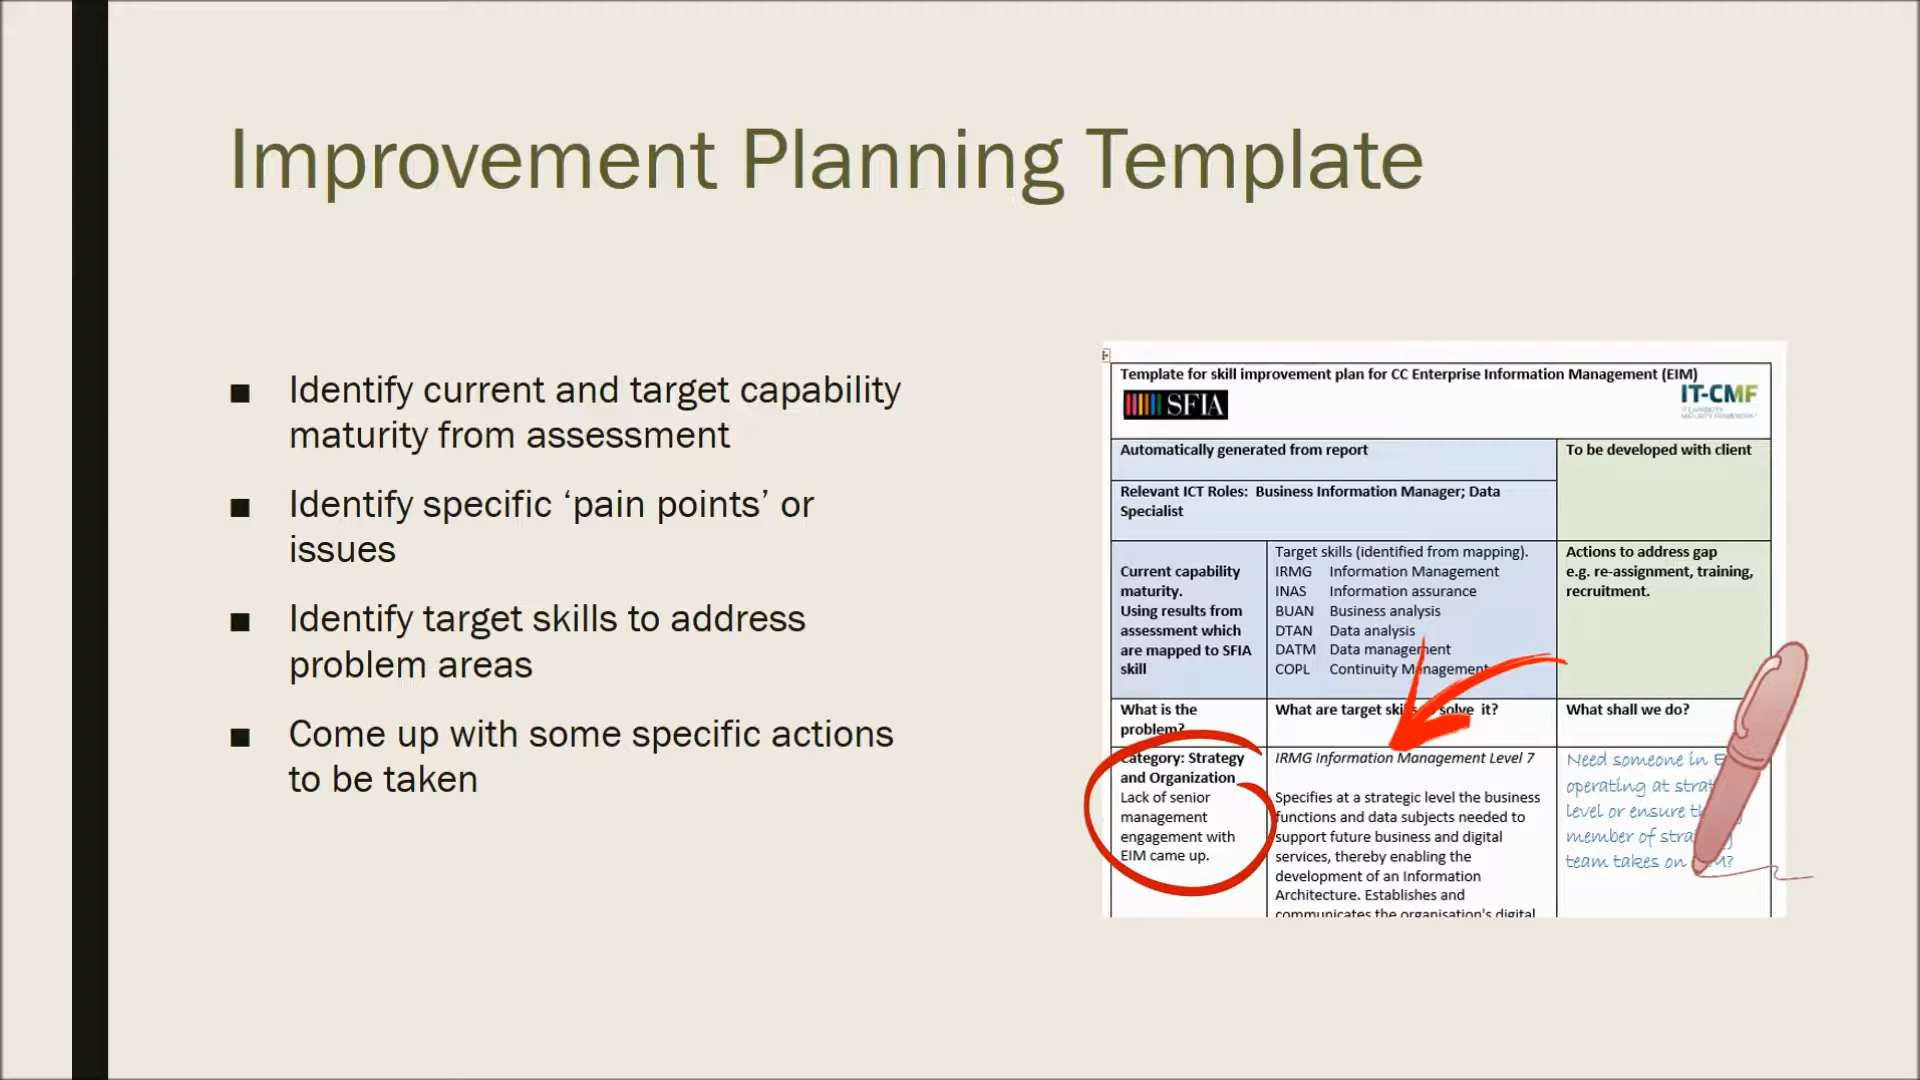 Improvement Planning Template
■ Identify current and target capability
maturity from assessment
■ Identify specific ‘pain points’ or
issues
■ Identify target skills to address
problem areas
■ Come up with some specific actions
to be taken
Template for skill improvement plan for CC Enterprise Information Management (EIM)
SFIA
IT-CMF
Automatically generated from report
To be developed with client
Relevant ICT Roles: Business Information Manager; Data
Specialist
Current capability
maturity.
Using results from
assessment which
are mapped to SFIA
skill
Target skills (identified from mapping).
IRMG Information Management
INAS Information assurance
BUAN Business analysis
DTAN Data analysis
DATM Data management
COPL Continuity Management
Actions to address gap
e.g. re-assignment, training,
recruitment.
What is the
problem?
What are target solve it?
What shall we do?
Category: Strategy
and Organization
Lack of senior
management
engagement with
EIM came up.
IRMG Information Management Level 7
Specifies at a strategic level the business
functions and data subjects needed to
support future business and digital
services, thereby enabling the
development of an Information
Architecture. Establishes and
communicates the organisation's digital
Need someone in
operating at
level or ensure
member of
team takes on